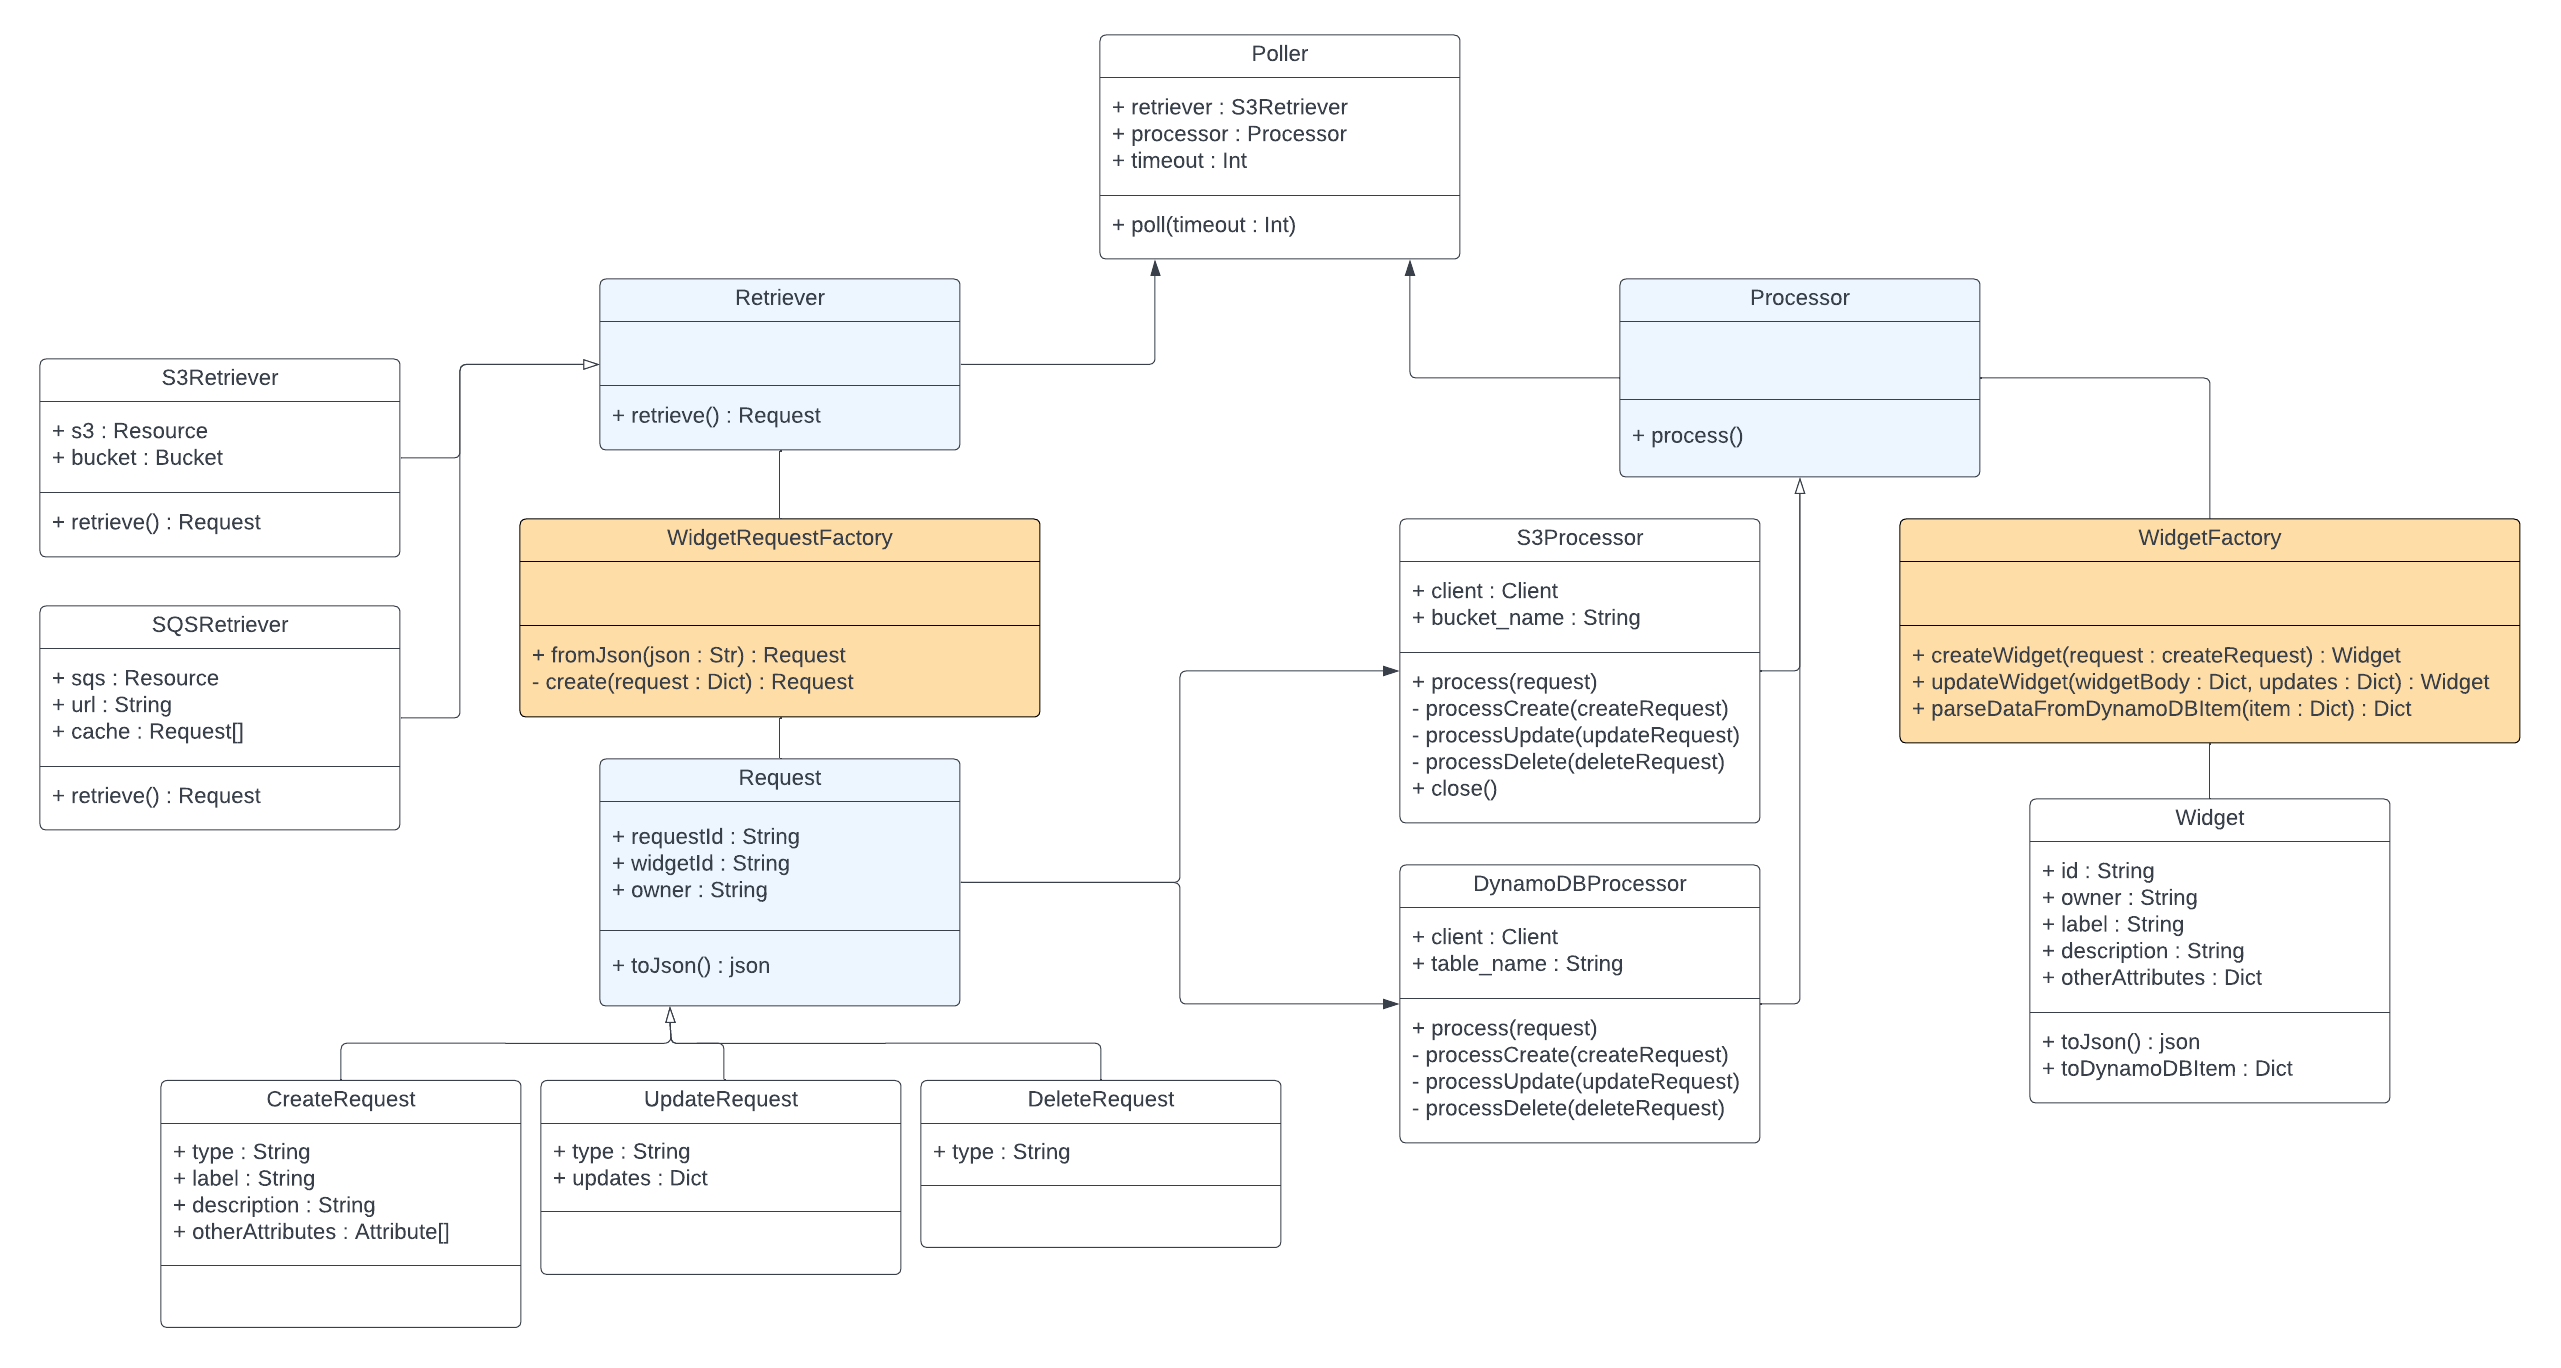 Poller
+ retriever : S3Retriever
+ processor : Processor
+ timeout : Int
+ poll(timeout : Int)
Retriever
+ retrieve() : Request
Processor
+ process()
S3Retriever
+ s3 : Resource
+ bucket : Bucket
+ retrieve() : Request
SQSRetriever
+ sqs : Resource
+ url : String
+ cache : Request[]
+ retrieve() : Request
WidgetRequestFactory
+ fromJson(json : Str) : Request
- create(request : Dict) : Request
S3Processor
+ client : Client
+ bucket_name : String
+ process(request)
- processCreate(createRequest)
- processUpdate(updateRequest)
- processDelete(deleteRequest)
+ close()
WidgetFactory
+ createWidget(request : createRequest) : Widget
+ updateWidget(widgetBody : Dict, updates : Dict) : Widget
+ parseDataFromDynamoDBItem(item : Dict) : Dict
Request
+ requestId : String
+ widgetId : String
+ owner : String
+ toJson() : json
DynamoDBProcessor
+ client : Client
+ table_name : String
+ process(request)
- processCreate(createRequest)
- processUpdate(updateRequest)
- processDelete(deleteRequest)
Widget
+ id : String
+ owner : String
+ label : String
+ description : String
+ otherAttributes : Dict
+ toJson() : json
+ toDynamoDBItem : Dict
CreateRequest
+ type : String
+ label : String
+ description : String
+ otherAttributes : Attribute[]
UpdateRequest
+ type : String
+ updates : Dict
DeleteRequest
+ type : String